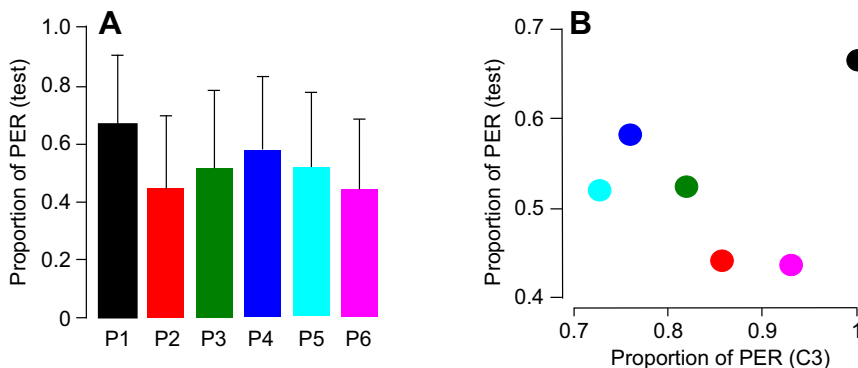 A
Proportion of PER (test)
1.0
0.8
0.6
0.4
0.2
0
P1 P2 P3 P4 P5 P6
B
Proportion of PER (test)
0.7
0.6
0.5
0.4
0.7 0.8 0.9 1
Proportion of PER (C3)